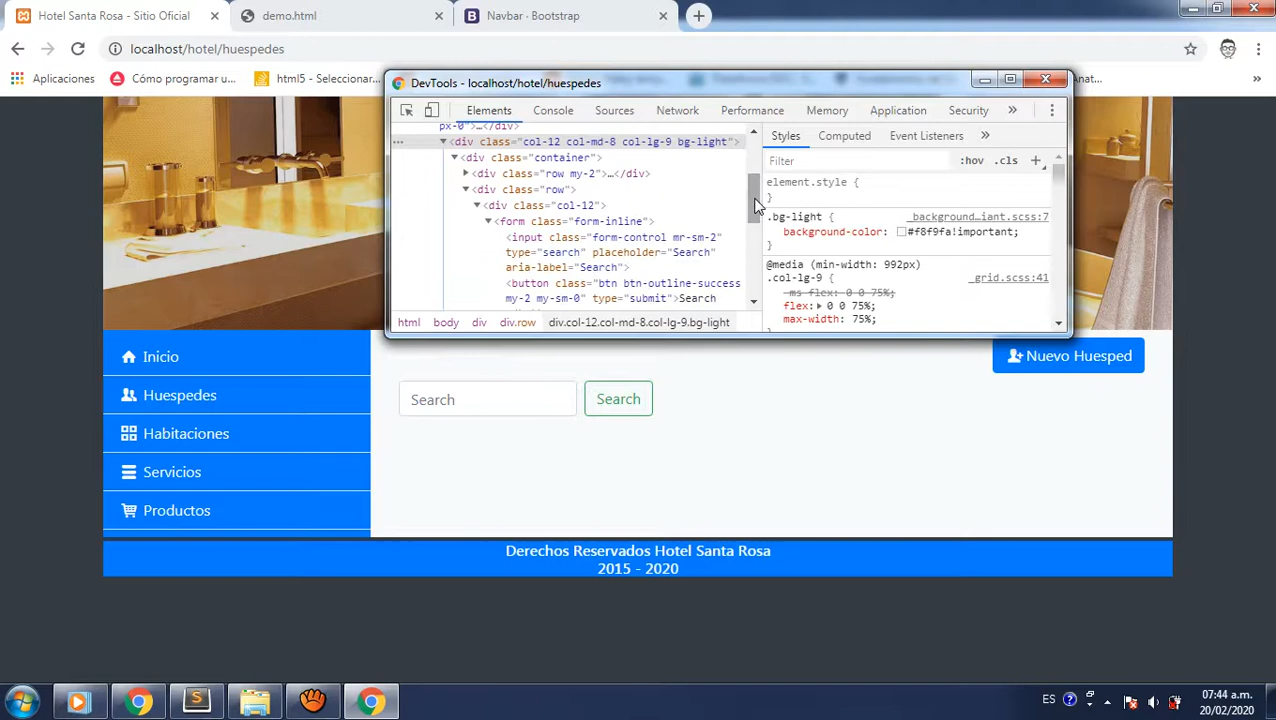 Hotel Santa Rosa - Sitio Oficial
demo.html
Navbar · Bootstrap
localhost/hotel/huespedes
Aplicaciones
Cómo programar u...
html5 - Seleccionar...
Anat...
»
DevTools - localhost/hotel/huespedes
Elements Console Sources Network Performance Memory Application Security »
px-0">…</div>
<div class="col-12 col-md-8 col-lg-9 bg-light">
<div class="container">
<div class="row my-2">…</div>
<div class="row">
<div class="col-12">
<form class="form-inline">
<input class="form-control mr-sm-2"
type="search" placeholder="Search"
aria-label="Search">
<button class="btn btn-outline-success
my-2 my-sm-0" type="submit">Search
html body div div.row div.col-12.col-md-8.col-lg-9.bg-light
Styles Computed Event Listeners »
Filter :hov .cls +
element.style {
}
.bg-light { _background…iant.scss:7
background-color: #f8f9fa!important;
}
@media (min-width: 992px)
.col-lg-9 { _grid.scss:41
-ms-flex: 0 0 75%;
flex: 0 0 75%;
max-width: 75%;
Inicio
Huespedes
Habitaciones
Servicios
Productos
Nuevo Huesped
Search Search
Derechos Reservados Hotel Santa Rosa
2015 - 2020
ES
07:44 a.m.
20/02/2020